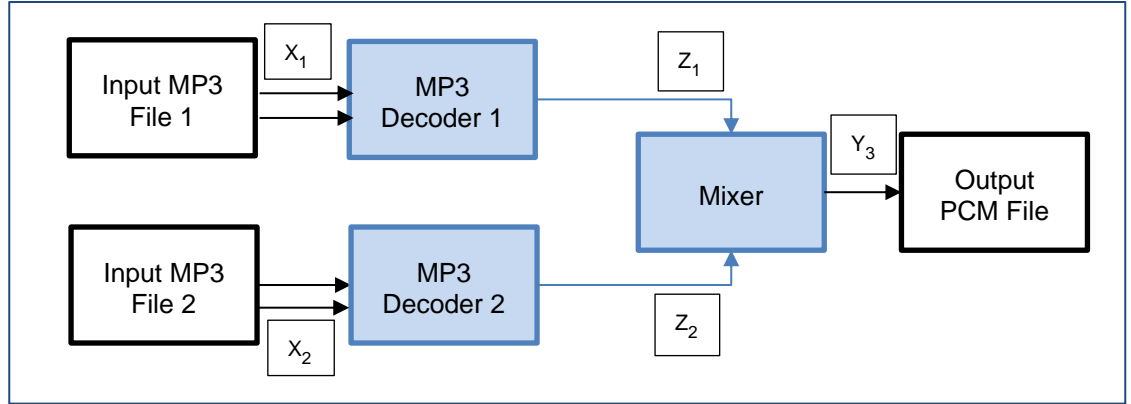 X1
Input MP3
File 1
MP3
Decoder 1
Z1
Mixer
Y3
Output
PCM File
Input MP3
File 2
X2
MP3
Decoder 2
Z2